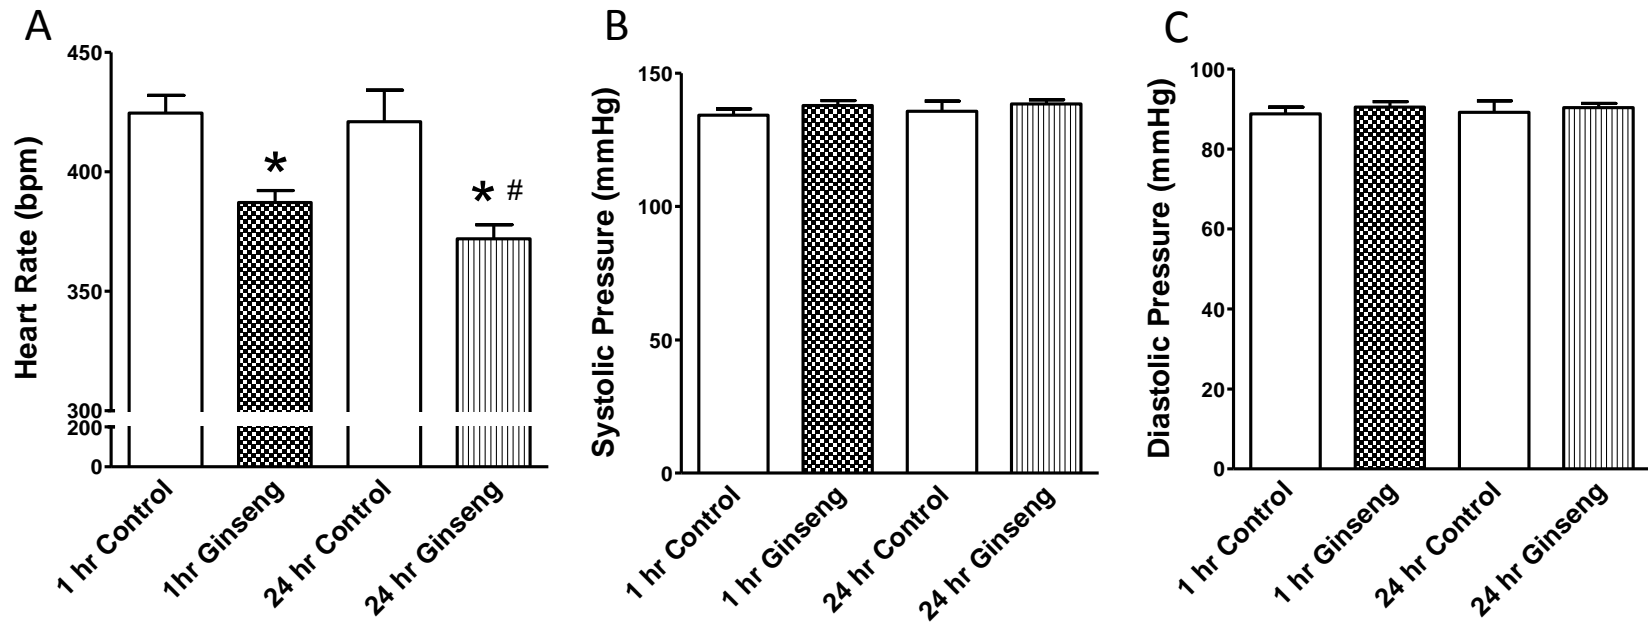 A
Heart Rate (bpm)
450
400
350
300
200
0
*
* #
1 hr Control
1hr Ginseng
24 hr Control
24 hr Ginseng
B
Systolic Pressure (mmHg)
150
100
50
0
1 hr Control
1 hr Ginseng
24 hr Control
24 hr Ginseng
C
Diastolic Pressure (mmHg)
100
80
60
40
20
0
1 hr Control
1 hr Ginseng
24 hr Control
24 hr Ginseng